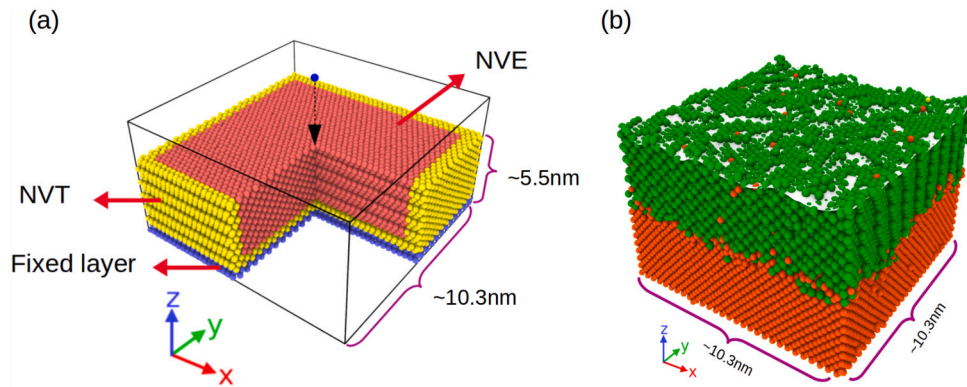 (a)
NVE
~5.5nm
NVT
Fixed layer
~10.3nm
z
y
x
(b)
~10.3nm
~10.3nm
z
y
x